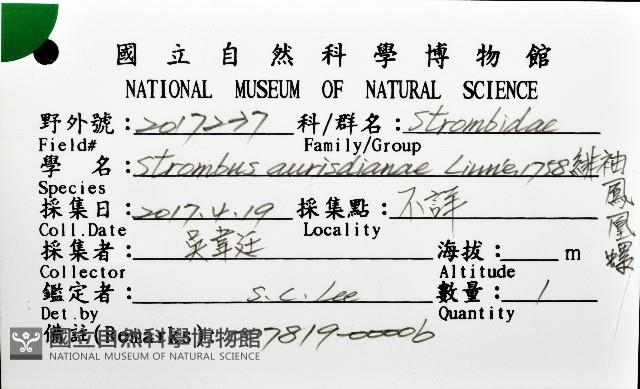 國立自然科學博物館
NATIONAL MUSEUM OF NATURAL SCIENCE
野外號: 2017227 科/群名: Strombidae
Field# Family/Group
學 名: Strombus aurisdianae Linne, 1758 緋袖鳳凰螺
Species
採集日: 2017.4.19 採集點: 不詳
Coll.Date Locality
採集者: 吳韋廷 海拔: m
Collector Altitude
鑑定者: S.C. Lee 數量: 1
Det.by Quantity
備註(Remarks) 7819-00006
國立自然科學博物館
NATIONAL MUSEUM OF NATURAL SCIENCE